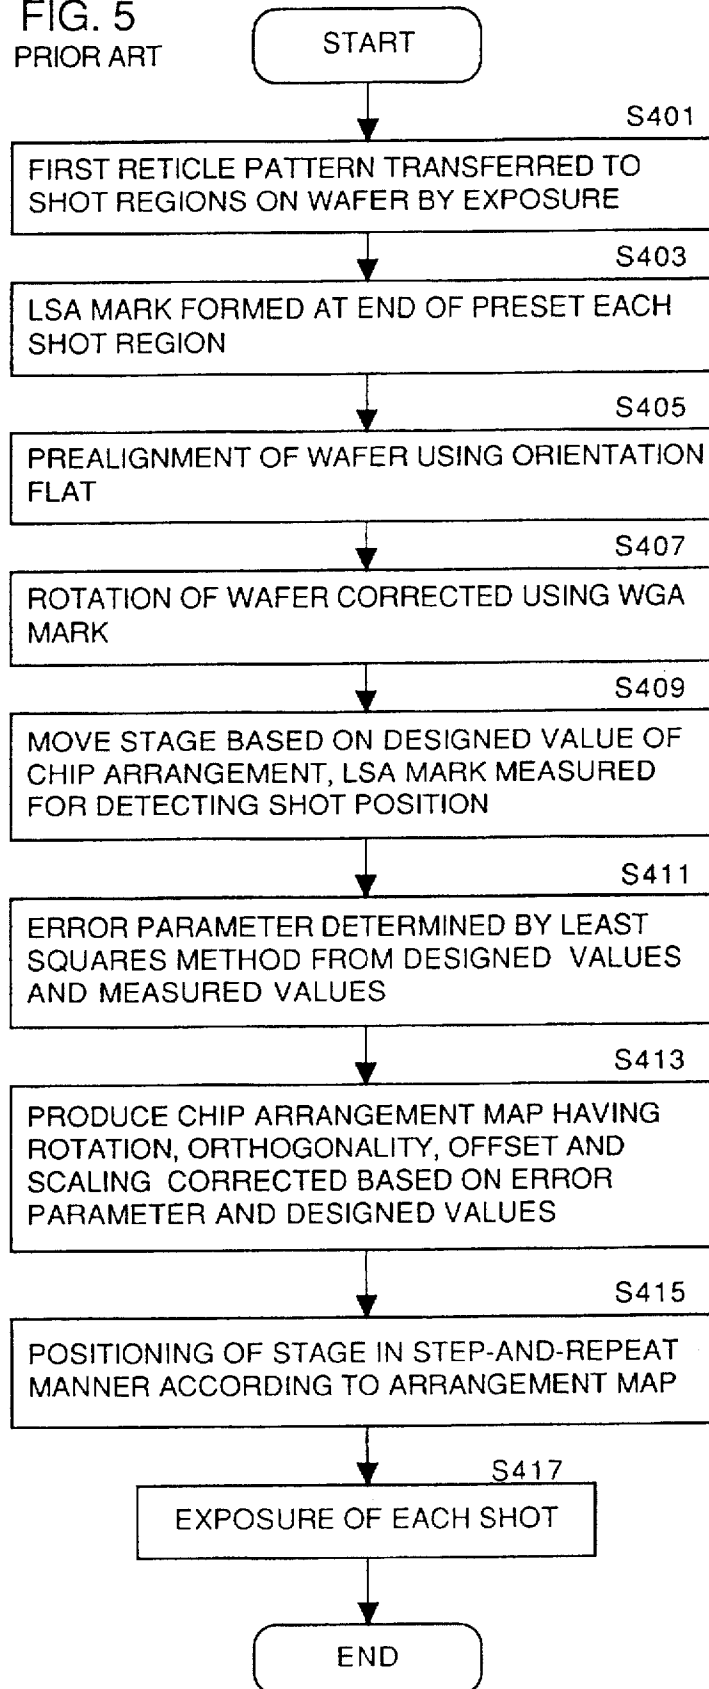 FIG. 5
PRIOR ART
START
S401
FIRST RETICLE PATTERN TRANSFERRED TO
SHOT REGIONS ON WAFER BY EXPOSURE
S403
LSA MARK FORMED AT END OF PRESET EACH
SHOT REGION
S405
PREALIGNMENT OF WAFER USING ORIENTATION
FLAT
S407
ROTATION OF WAFER CORRECTED USING WGA
MARK
S409
MOVE STAGE BASED ON DESIGNED VALUE OF
CHIP ARRANGEMENT, LSA MARK MEASURED
FOR DETECTING SHOT POSITION
S411
ERROR PARAMETER DETERMINED BY LEAST
SQUARES METHOD FROM DESIGNED VALUES
AND MEASURED VALUES
S413
PRODUCE CHIP ARRANGEMENT MAP HAVING
ROTATION, ORTHOGONALITY, OFFSET AND
SCALING CORRECTED BASED ON ERROR
PARAMETER AND DESIGNED VALUES
S415
POSITIONING OF STAGE IN STEP-AND-REPEAT
MANNER ACCORDING TO ARRANGEMENT MAP
S417
EXPOSURE OF EACH SHOT
END